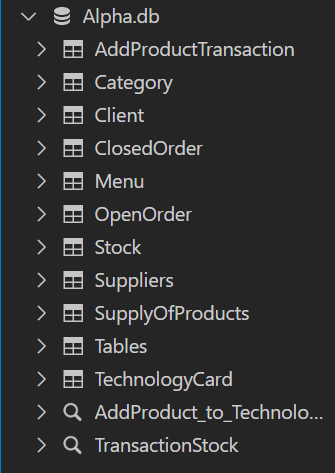 Alpha.db
AddProductTransaction
Category
Client
ClosedOrder
Menu
OpenOrder
Stock
Suppliers
SupplyOfProducts
Tables
TechnologyCard
AddProduct_to_Technolo...
TransactionStock